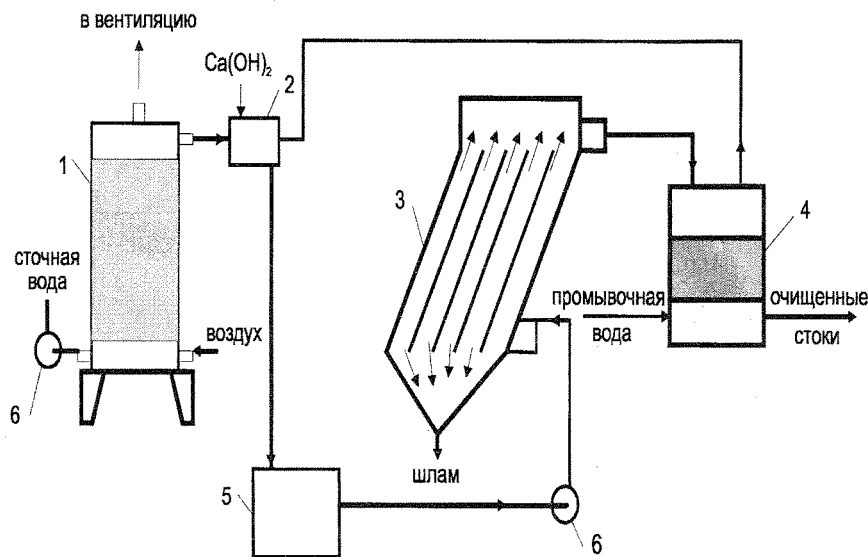 в вентиляцию
Ca(OH)₂
2
1
3
4
сточная
вода
воздух
промывочная
вода
очищенные
стоки
6
шлам
5
6